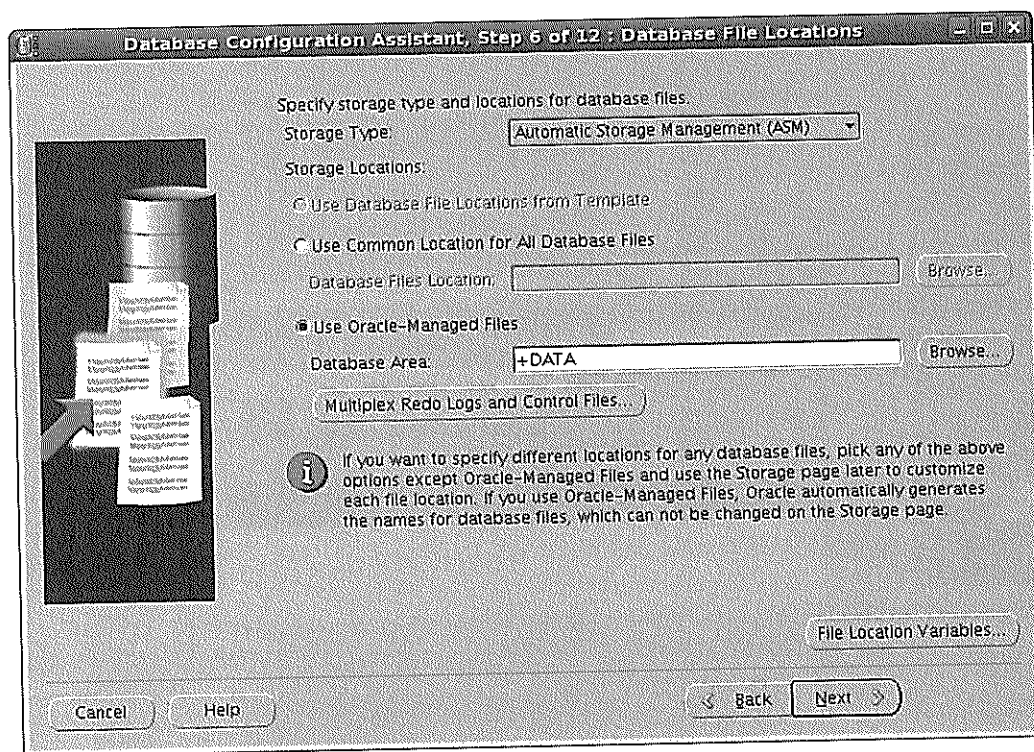 Database Configuration Assistant, Step 6 of 12 : Database File Locations
Specify storage type and locations for database files.
Storage Type: Automatic Storage Management (ASM)
Storage Locations:
Use Database File Locations from Template
Use Common Location for All Database Files
Database Files Location: Browse...
Use Oracle-Managed Files
Database Area: +DATA Browse...
Multiplex Redo Logs and Control Files...
If you want to specify different locations for any database files, pick any of the above
options except Oracle-Managed Files and use the Storage page later to customize
each file location. If you use Oracle-Managed Files, Oracle automatically generates
the names for database files, which can not be changed on the Storage page.
File Location Variables...
Cancel Help Back Next